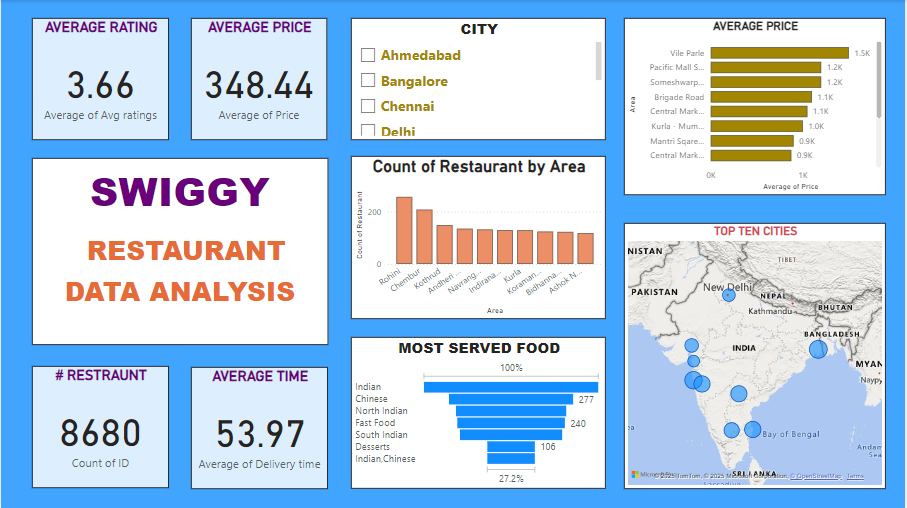 AVERAGE RATING
3.66
Average of Avg ratings
AVERAGE PRICE
348.44
Average of Price
SWIGGY
RESTAURANT
DATA ANALYSIS
# RESTRAUNT
8680
Count of ID
AVERAGE TIME
53.97
Average of Delivery time
CITY
Ahmedabad
Bangalore
Chennai
Delhi
Count of Restaurant by Area
Count of Restaurant
200
0
Rohini
Chembur
Kothrud
Andheri ...
Navrang...
Indirana...
Kurla
Koraman...
Bidhanna...
Ashok N...
Area
MOST SERVED FOOD
100%
Indian
Chinese 277
North Indian
Fast Food 240
South Indian
Desserts 106
Indian,Chinese
27.2%
AVERAGE PRICE
Area
Vile Parle 1.5K
Pacific Mall S... 1.2K
Someshwarp... 1.2K
Brigade Road 1.1K
Central Mark... 1.1K
Kurla - Mum... 1.0K
Mantri Sqare... 0.9K
Central Mark... 0.9K
0K 1K
Average of Price
TOP TEN CITIES
NISTAN
TIBET
PAKISTAN
New Delhi
NEPAL
BHUTAN
Kathmandu
BANGLADESH
INDIA
MYAN
Naypy
Bay of Bengal
Andam
Sea
SRI LANKA
© 2025 TomTom, © 2025 Microsoft Corporation, © OpenStreetMap Terms